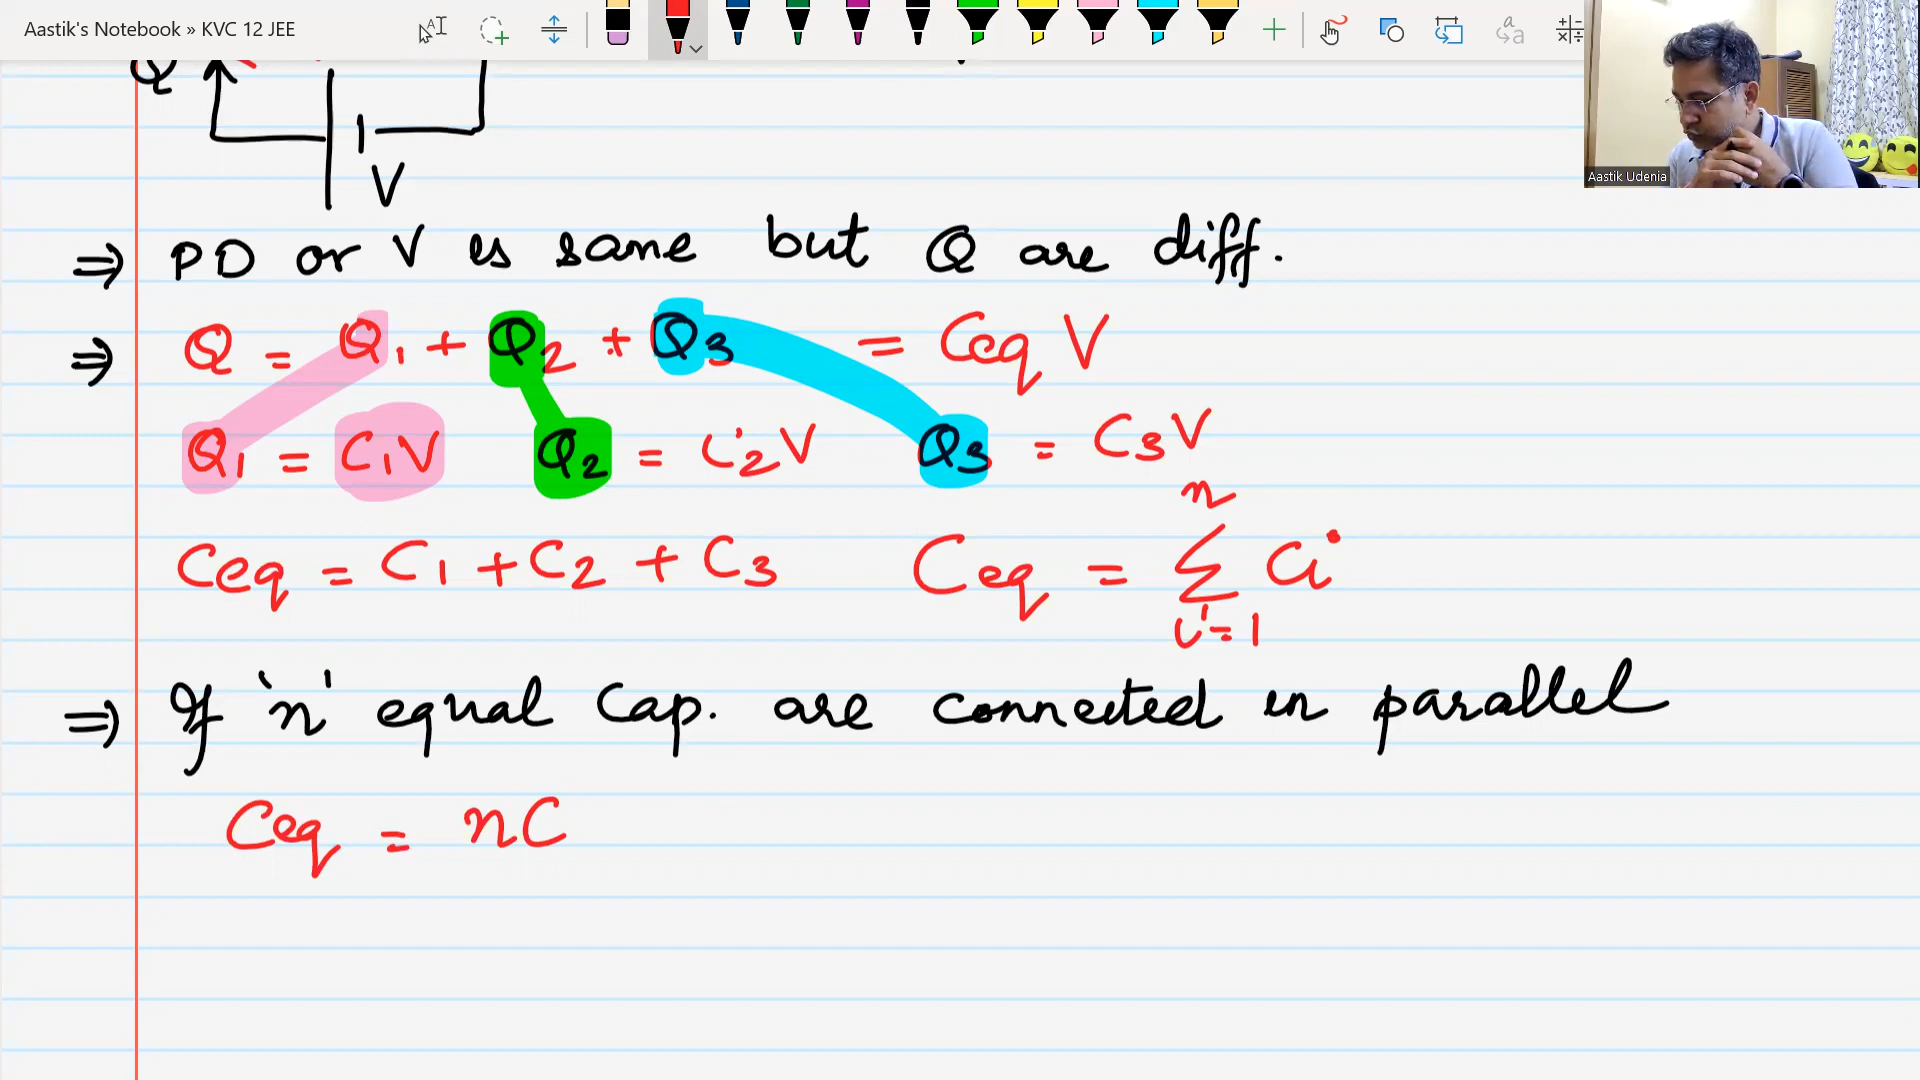 Aastik's Notebook » KVC 12 JEE
Aastik Udenia
Q
V
⇒ PD or V is same but Q are diff.
⇒ Q = Q₁ + Q₂ + Q₃ = Ceq V
Q₁ = C₁V Q₂ = C₂V Q₃ = C₃V
Ceq = C₁ + C₂ + C₃ Ceq = n Σ i=1 Ci
⇒ If 'n' equal Cap. are connected in parallel
Ceq = nC